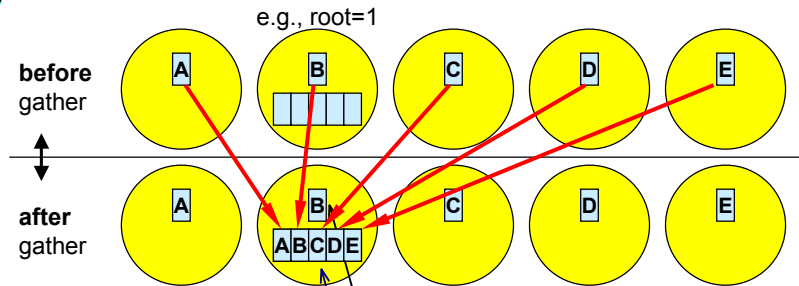 e.g., root=1
before
gather
A
B
C
D
E
after
gather
A
B
C
D
E
ABCDE